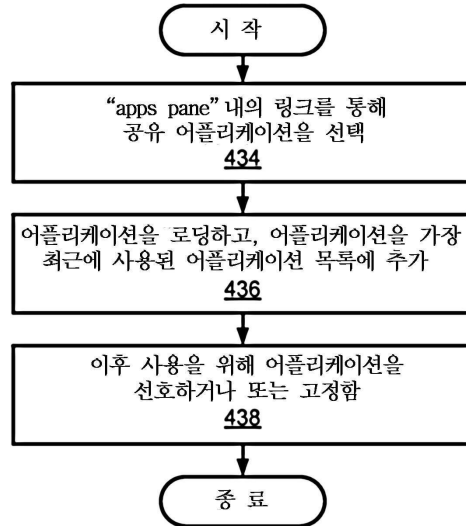 시 작
“apps pane” 내의 링크를 통해
공유 어플리케이션을 선택
434
어플리케이션을 로딩하고, 어플리케이션을 가장
최근에 사용된 어플리케이션 목록에 추가
436
이후 사용을 위해 어플리케이션을
선호하거나 또는 고정함
438
종 료